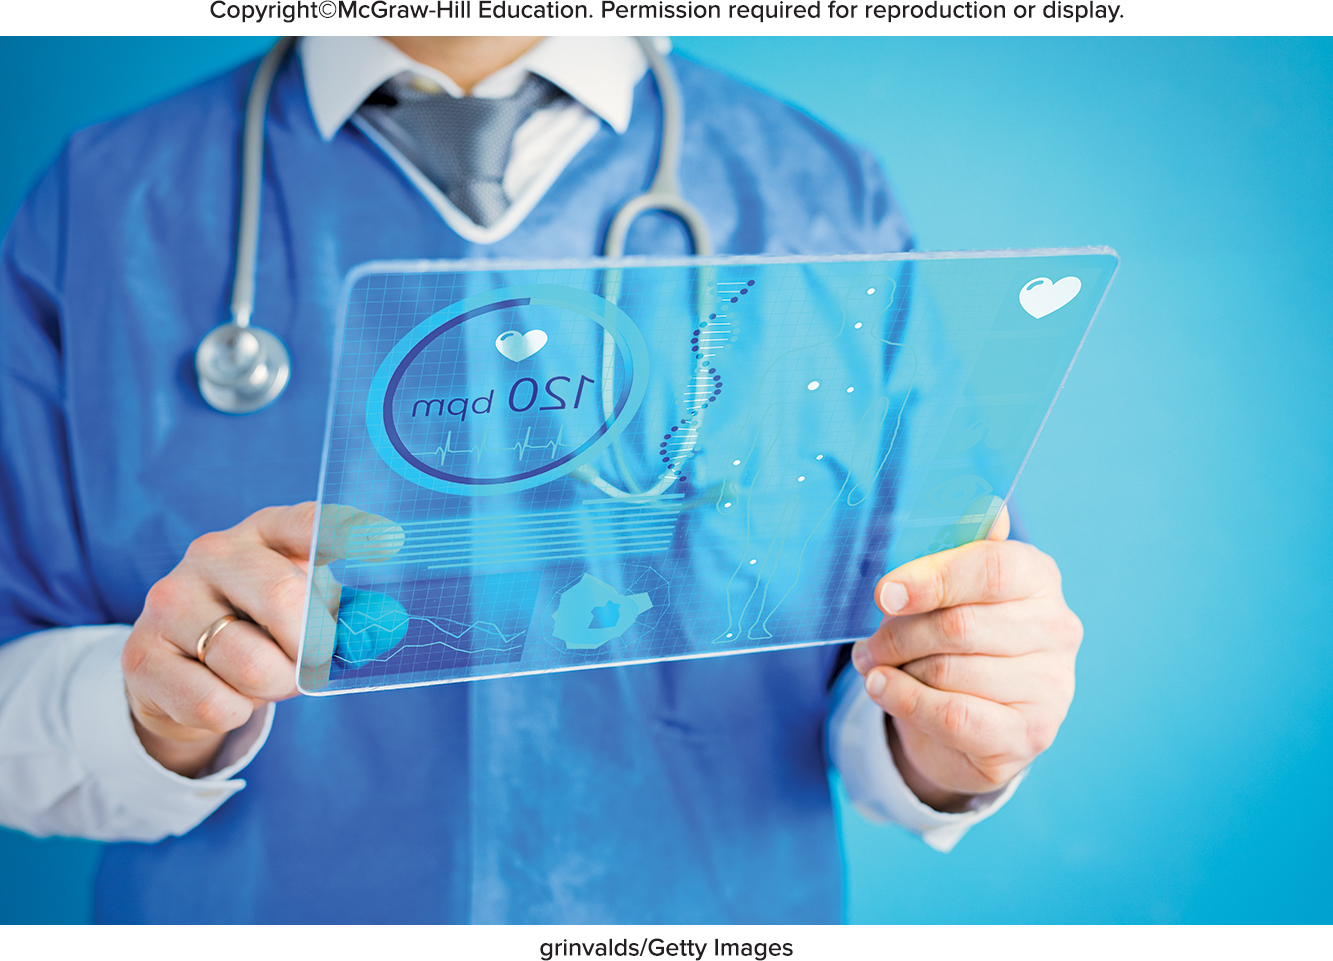 Copyright©McGraw-Hill Education. Permission required for reproduction or display.
120 bpm
grinvalds/Getty Images